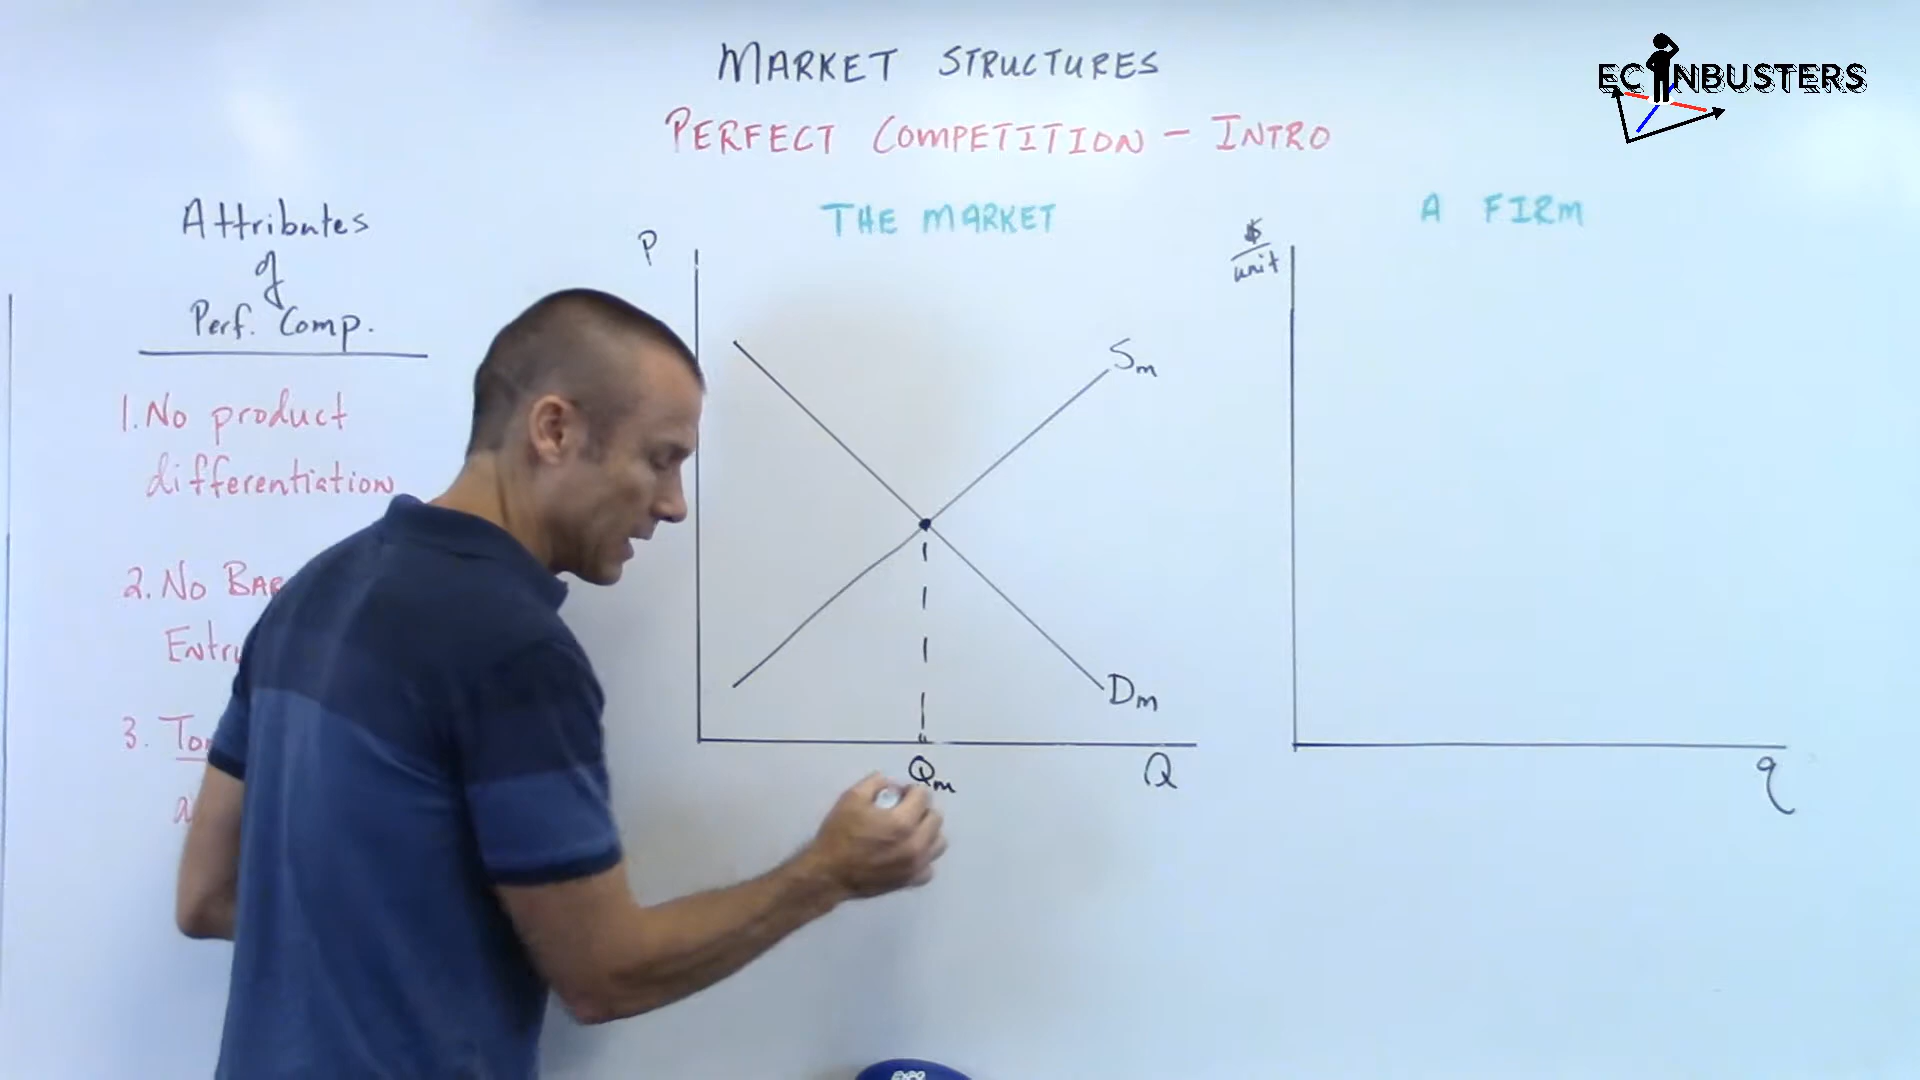 MARKET STRUCTURES
PERFECT COMPETITION - INTRO
ECONBUSTERS
Attributes
of
Perf. Comp.
1. No product
differentiation
2. No
3.
THE MARKET
P
Sm
Dm
Qm
Q
A FIRM
$
unit
q